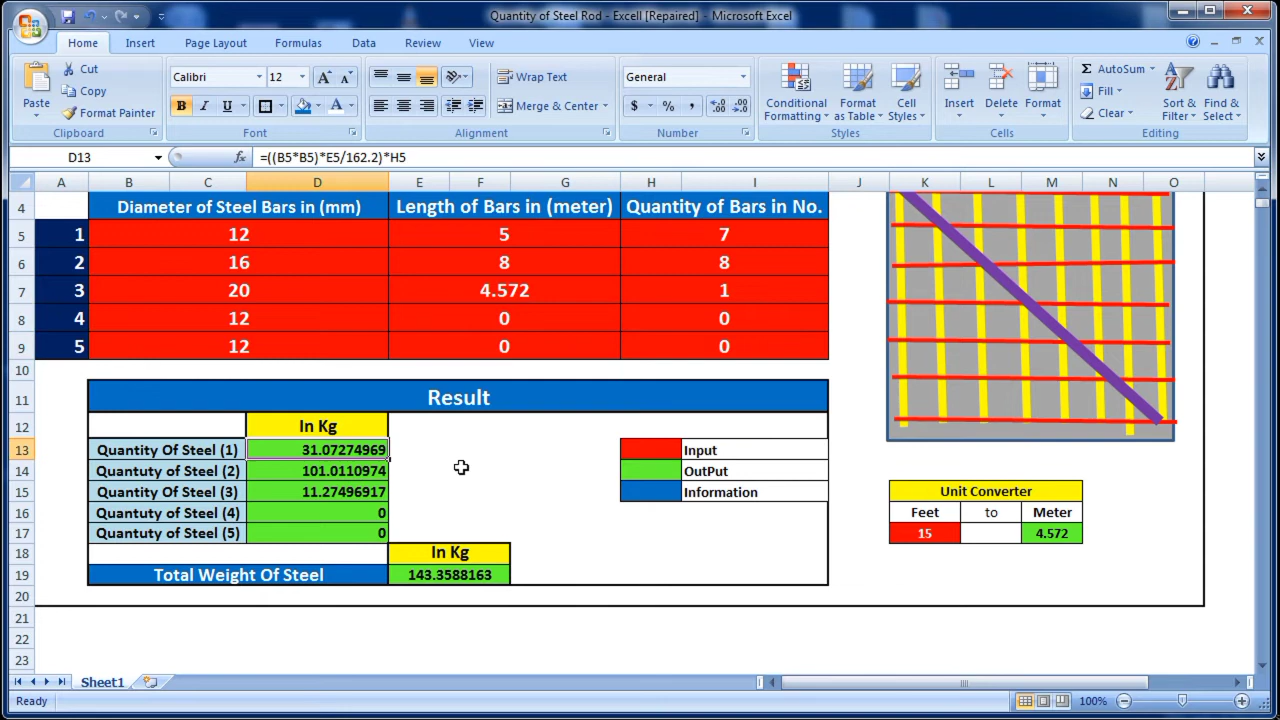 Quantity of Steel Rod - Excell [Repaired] - Microsoft Excel
Home Insert Page Layout Formulas Data Review View
Paste Cut Copy Format Painter
Calibri 12
B I U A
Wrap Text
Merge & Center
General
$ % ,
Conditional Formatting Format as Table Cell Styles
Insert Delete Format
Σ AutoSum Fill Clear
Sort & Filter Find & Select
Clipboard Font Alignment Number Styles Cells Editing
D13 fx =((B5*B5)*E5/162.2)*H5
A B C D E F G H I J K L M N O
4 Diameter of Steel Bars in (mm) Length of Bars in (meter) Quantity of Bars in No.
5 1 12 5 7
6 2 16 8 8
7 3 20 4.572 1
8 4 12 0 0
9 5 12 0 0
10
11 Result
12 In Kg
13 Quantity Of Steel (1) 31.07274969 Input
14 Quantuty of Steel (2) 101.0110974 OutPut
15 Quantity Of Steel (3) 11.27496917 Information Unit Converter
16 Quantuty of Steel (4) 0 Feet to Meter
17 Quantuty of Steel (5) 0 15 4.572
18 In Kg
19 Total Weight Of Steel 143.3588163
20
21
22
23
Sheet1
Ready 100%